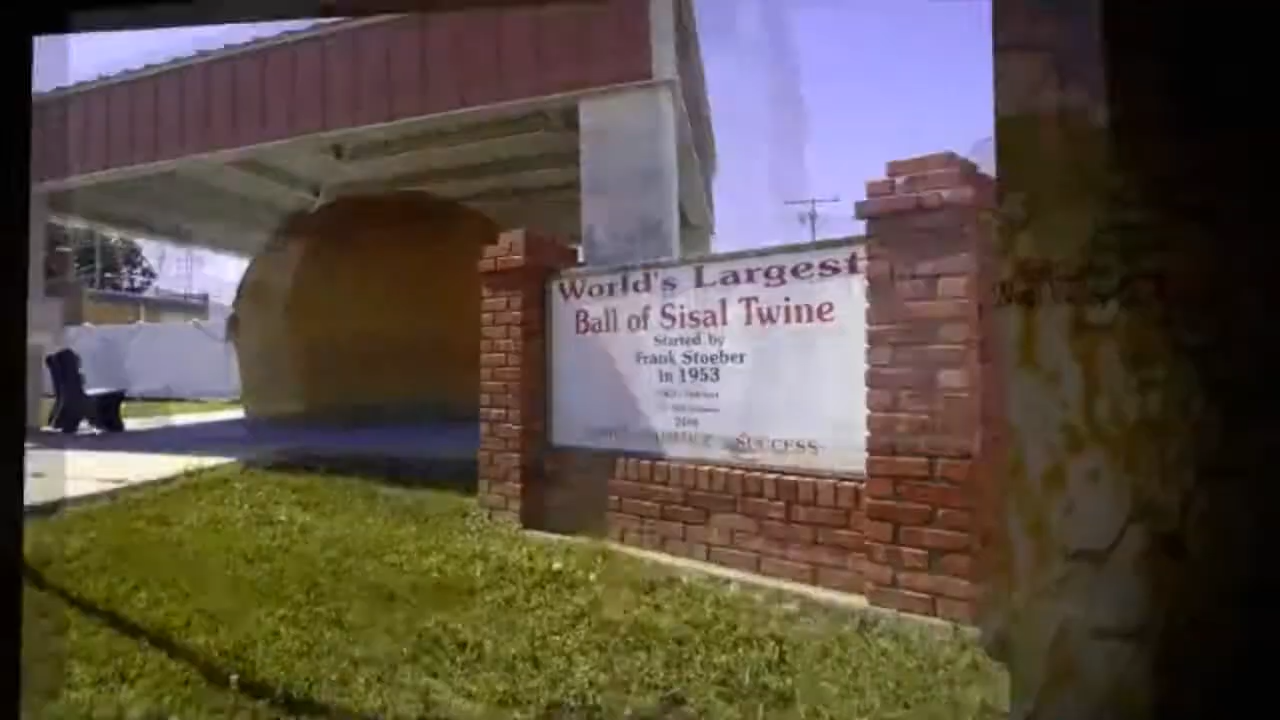 World's Largest
Ball of Sisal Twine
Started by
Frank Stoeber
in 1953
SUCCESS